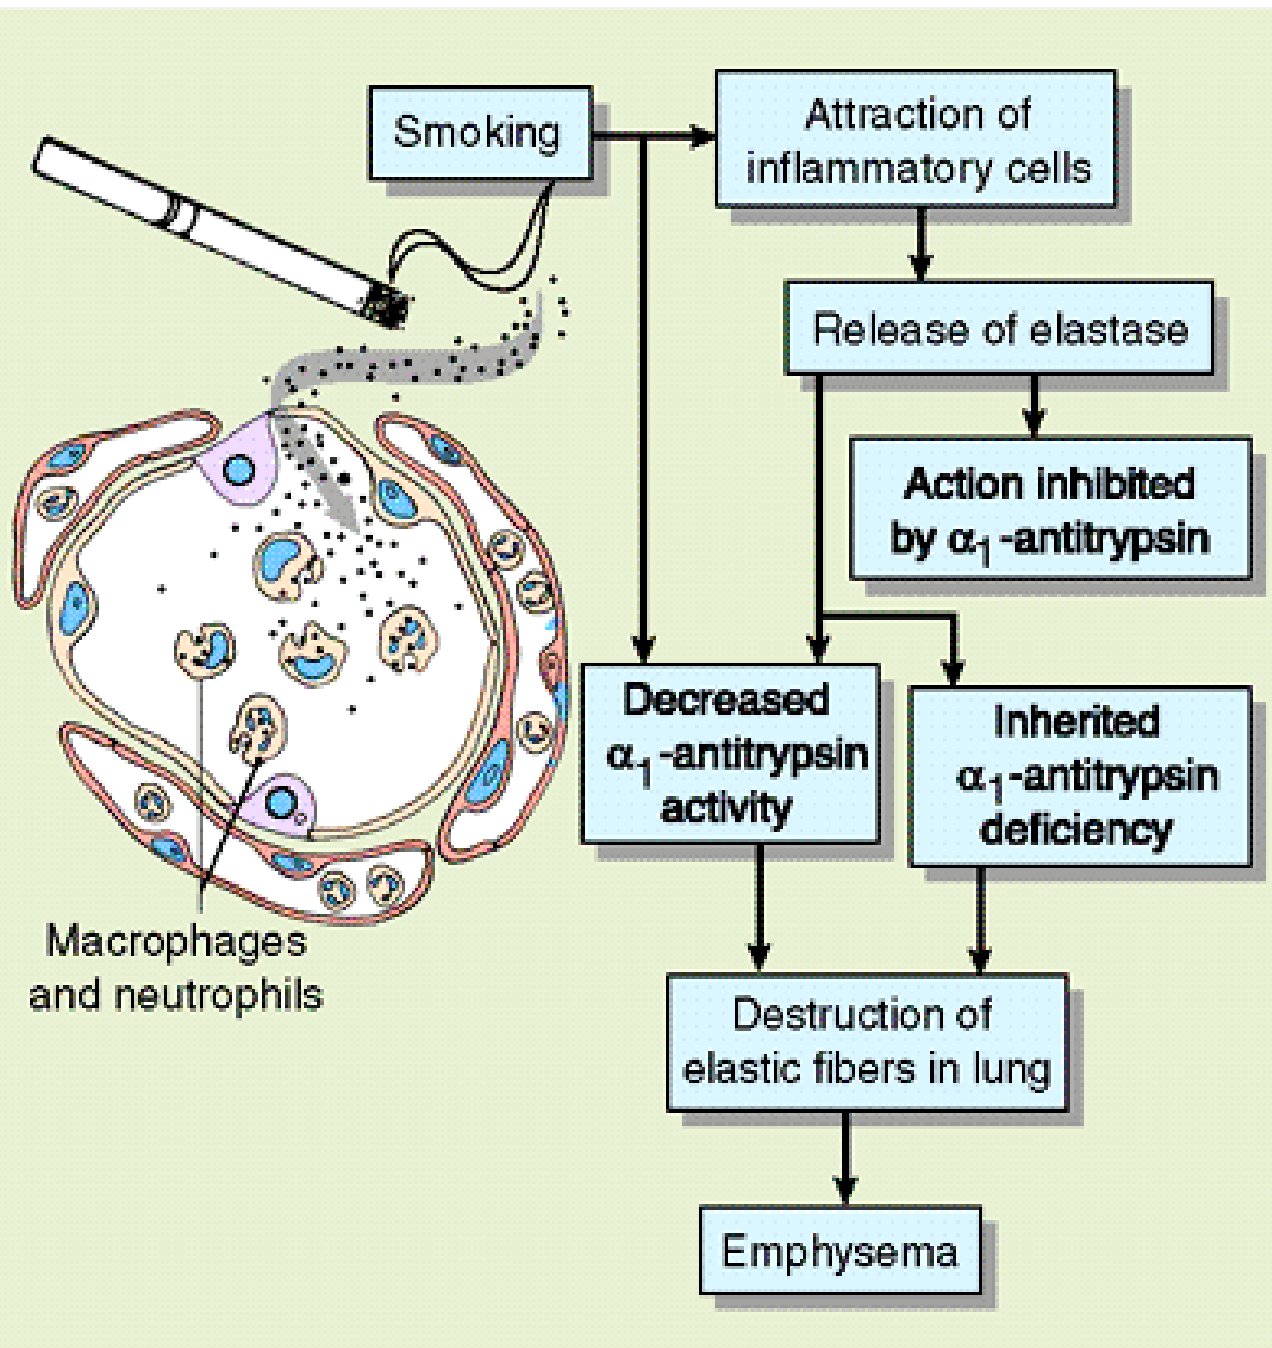 Smoking
Attraction of
inflammatory cells
Release of elastase
Action inhibited
by α1-antitrypsin
Decreased
α1-antitrypsin
activity
Inherited
α1-antitrypsin
deficiency
Macrophages
and neutrophils
Destruction of
elastic fibers in lung
Emphysema